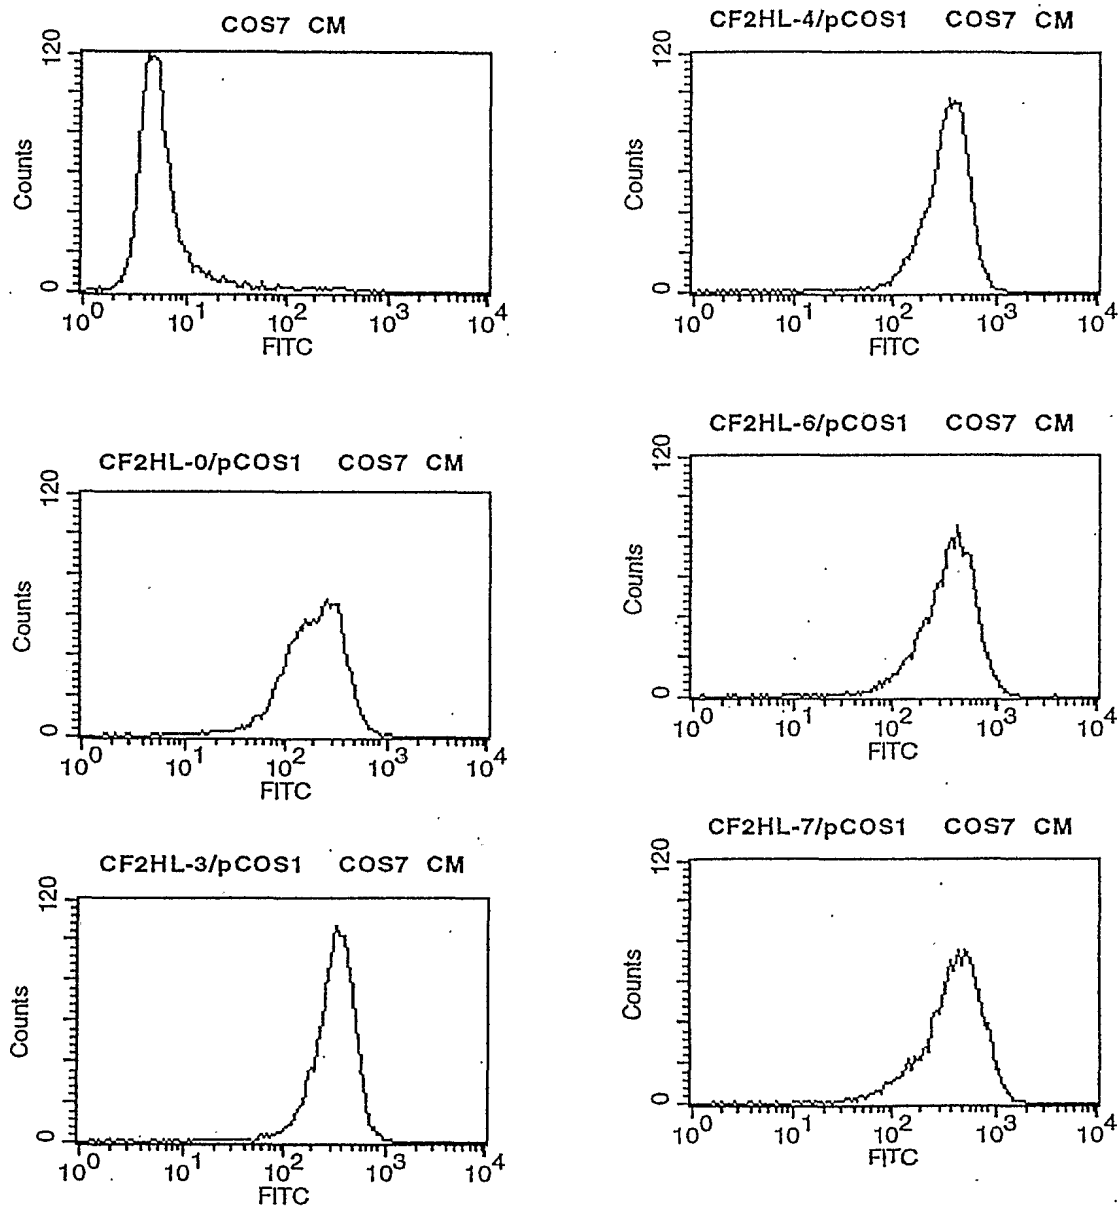 COS7 CM
120
Counts
0
10^0 10^1 10^2 10^3 10^4
FITC
CF2HL-0/pCOS1 COS7 CM
120
Counts
0
10^0 10^1 10^2 10^3 10^4
FITC
CF2HL-3/pCOS1 COS7 CM
120
Counts
0
10^0 10^1 10^2 10^3 10^4
FITC
CF2HL-4/pCOS1 COS7 CM
120
Counts
0
10^0 10^1 10^2 10^3 10^4
FITC
CF2HL-6/pCOS1 COS7 CM
120
Counts
0
10^0 10^1 10^2 10^3 10^4
FITC
CF2HL-7/pCOS1 COS7 CM
120
Counts
0
10^0 10^1 10^2 10^3 10^4
FITC